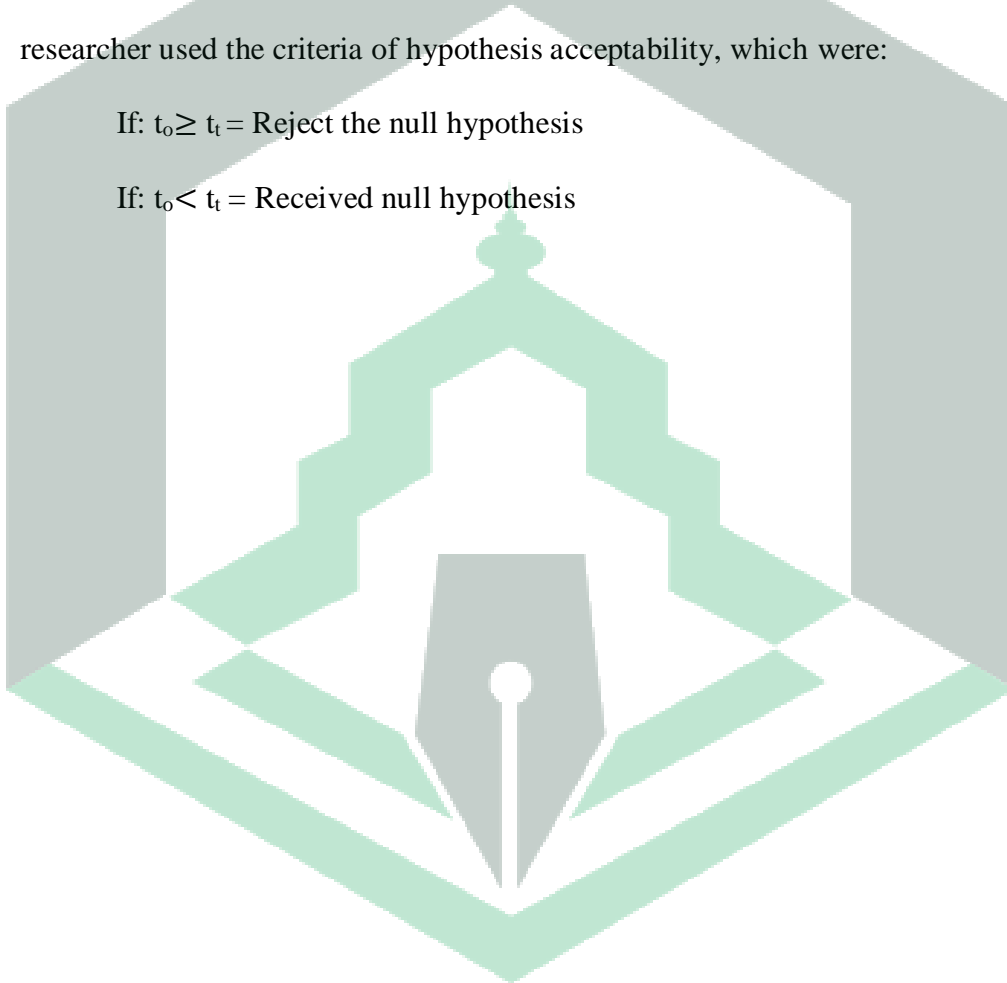 researcher used the criteria of hypothesis acceptability, which were:
If: tₒ≥ tₜ = Reject the null hypothesis
If: tₒ< tₜ = Received null hypothesis